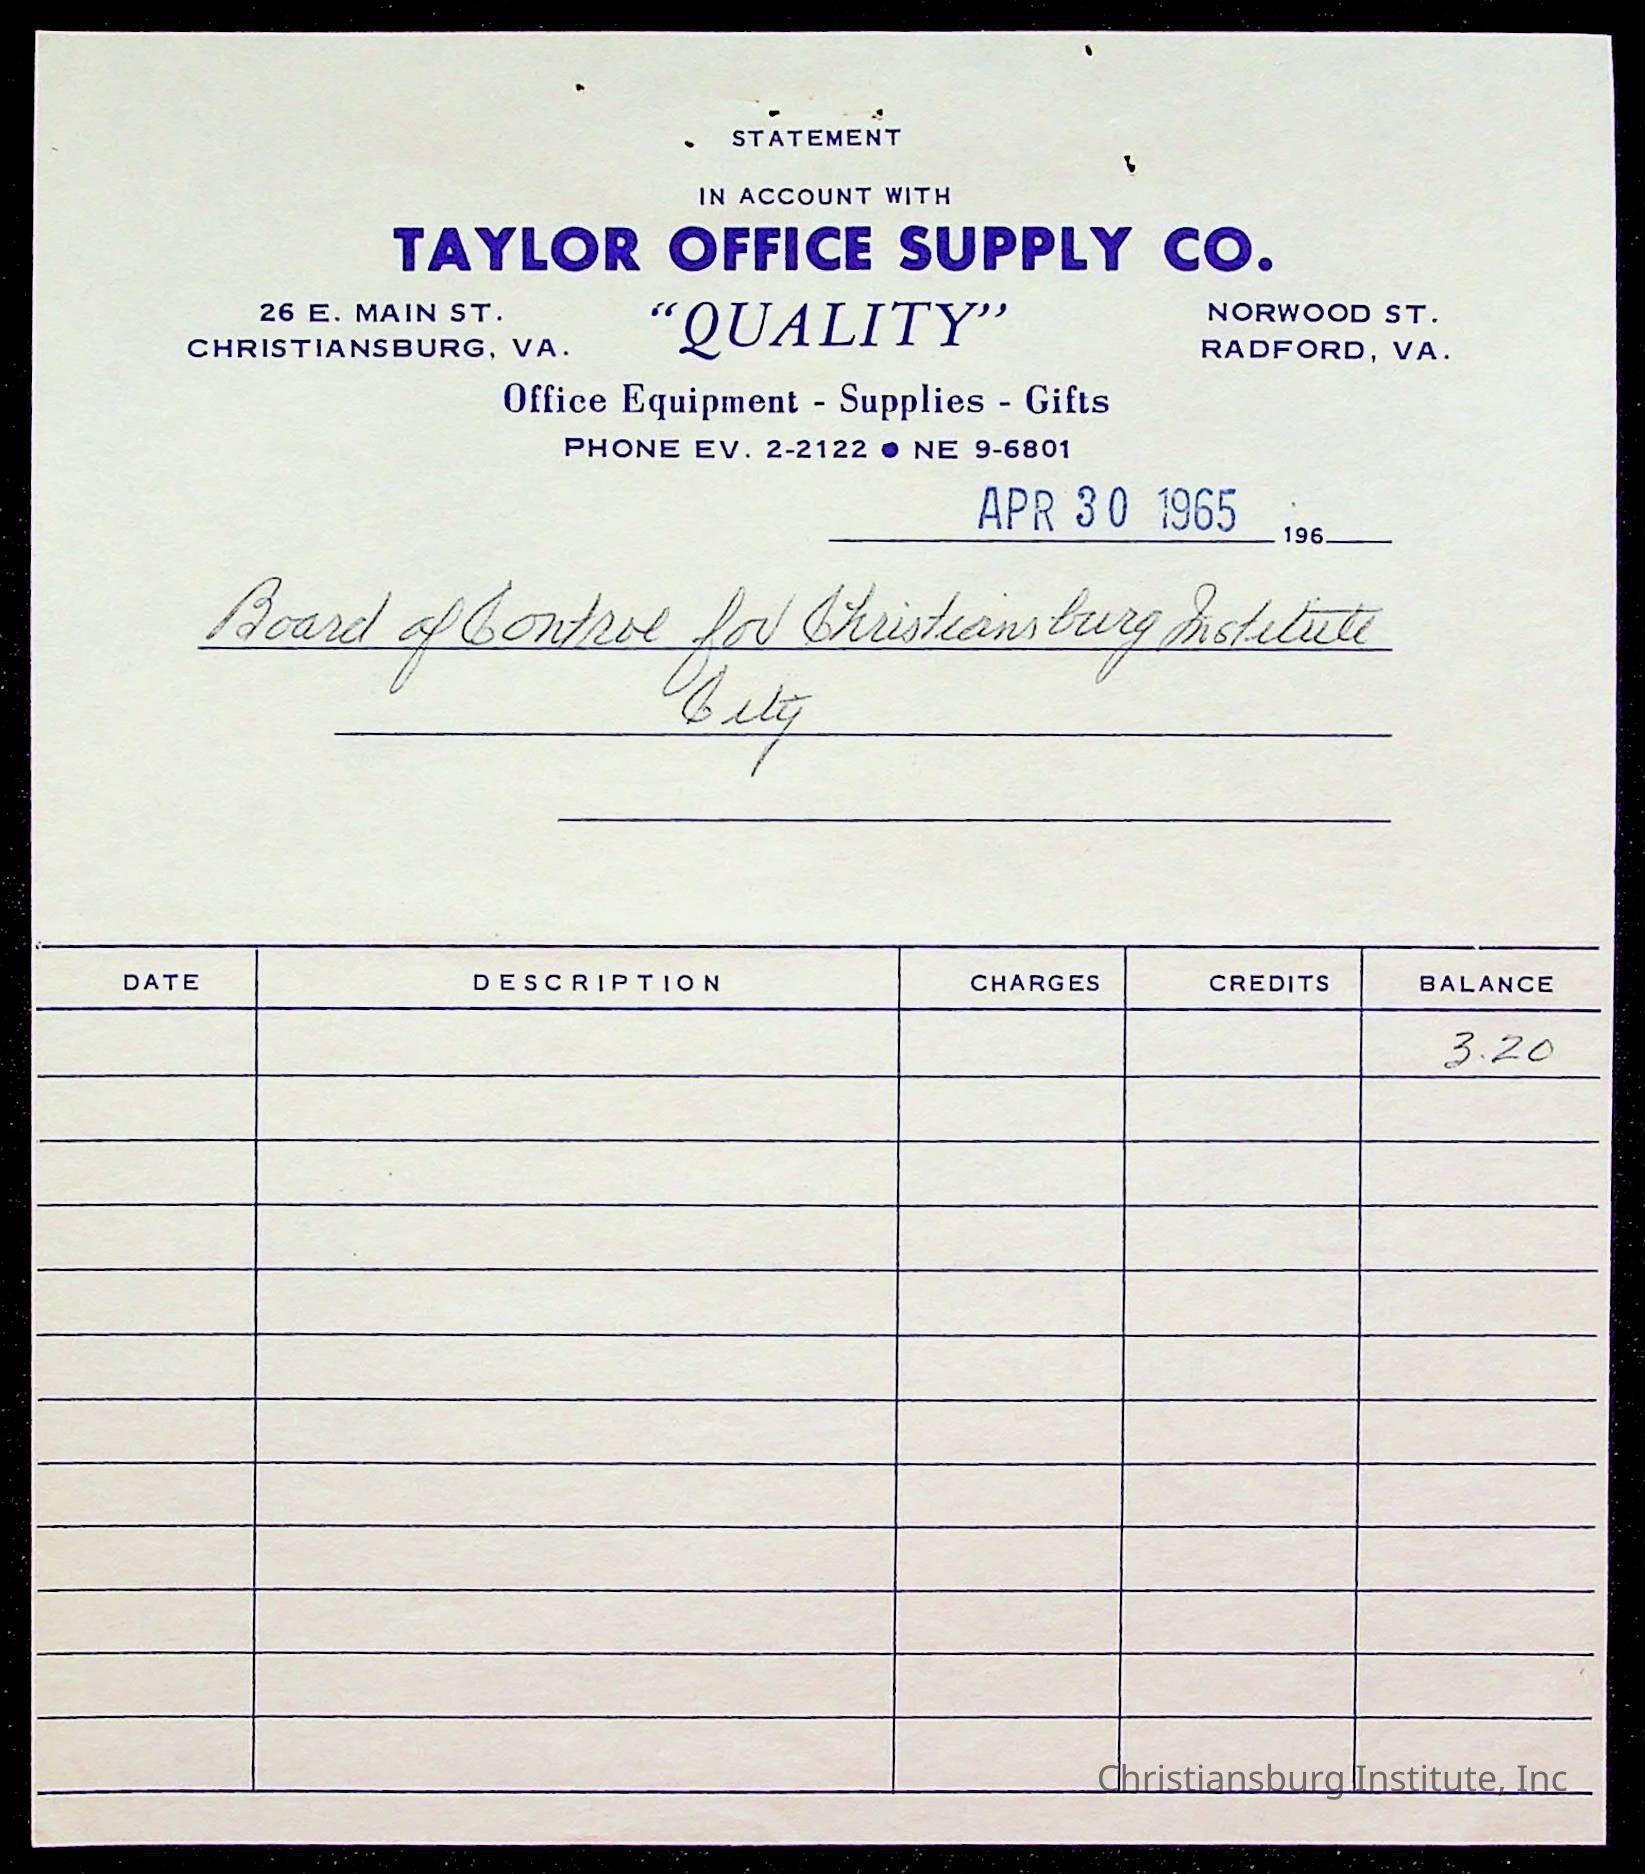 STATEMENT
IN ACCOUNT WITH
TAYLOR OFFICE SUPPLY CO.
26 E. MAIN ST.
CHRISTIANSBURG, VA.
"QUALITY"
NORWOOD ST.
RADFORD, VA.
Office Equipment - Supplies - Gifts
PHONE EV. 2-2122 ● NE 9-6801
APR 30 1965 196
Board of Control for Christiansburg Institute
City
DATE DESCRIPTION CHARGES CREDITS BALANCE
3.20
Christiansburg Institute, Inc